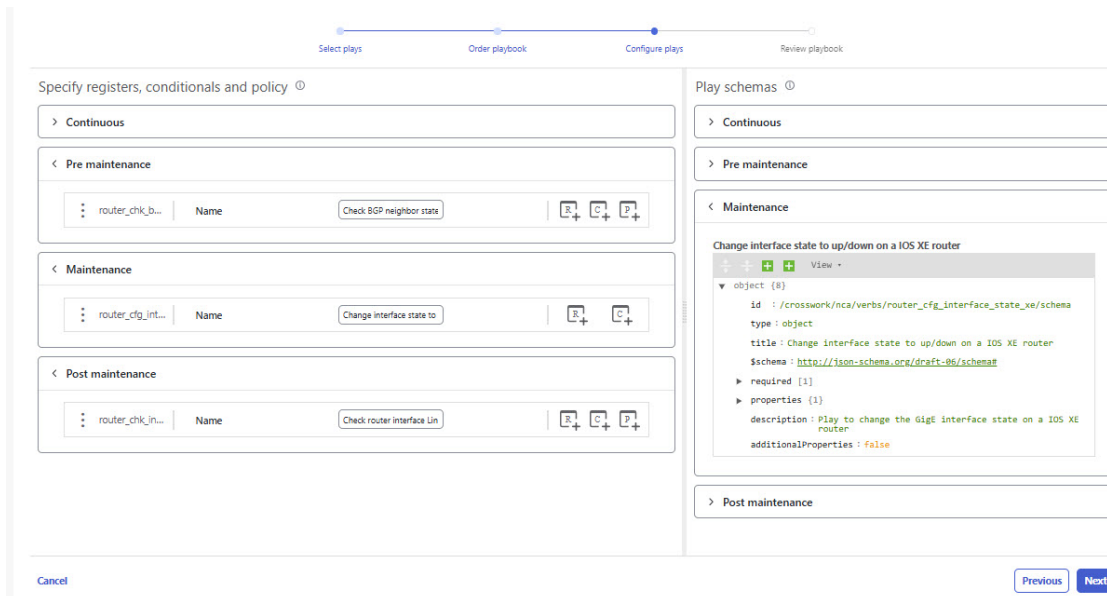 Select plays
Order playbook
Configure plays
Review playbook
Specify registers, conditionals and policy
Continuous
Pre maintenance
router_chk_b... Name Check BGP neighbor state R C P
Maintenance
router_cfg_int... Name Change interface state to R C
Post maintenance
router_chk_in... Name Check router interface Lin R C P
Play schemas
Continuous
Pre maintenance
Maintenance
Change interface state to up/down on a IOS XE router
View
object {8}
id : /crosswork/nca/verbs/router_cfg_interface_state_xe/schema
type : object
title : Change interface state to up/down on a IOS XE router
$schema : http://json-schema.org/draft-06/schema#
required [1]
properties {1}
description : Play to change the GigE interface state on a IOS XE
router
additionalProperties : false
Post maintenance
Cancel
Previous
Next